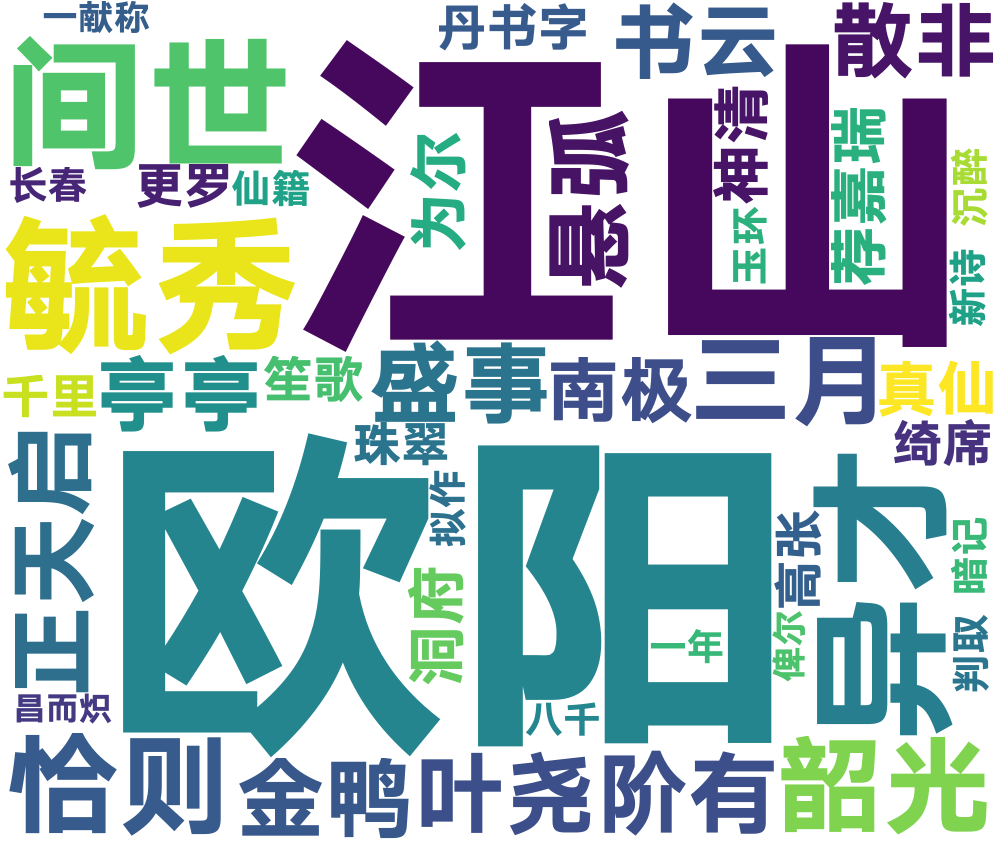 一献称
丹书字
书云
散非
间世
江山
为尔
悬弧
神清
玉环
荐嘉瑞
沉醉
长春
更罗
仙籍
毓秀
新诗
千里
亭亭
笙歌
盛事
南极
三月
真仙
绮席
珠翠
正天启
欧阳
拟作
洞府
一年
高张
俾尔
异才
暗记
判取
昌而炽
八千
峇则
金鸭
叶尧阶有
韶光